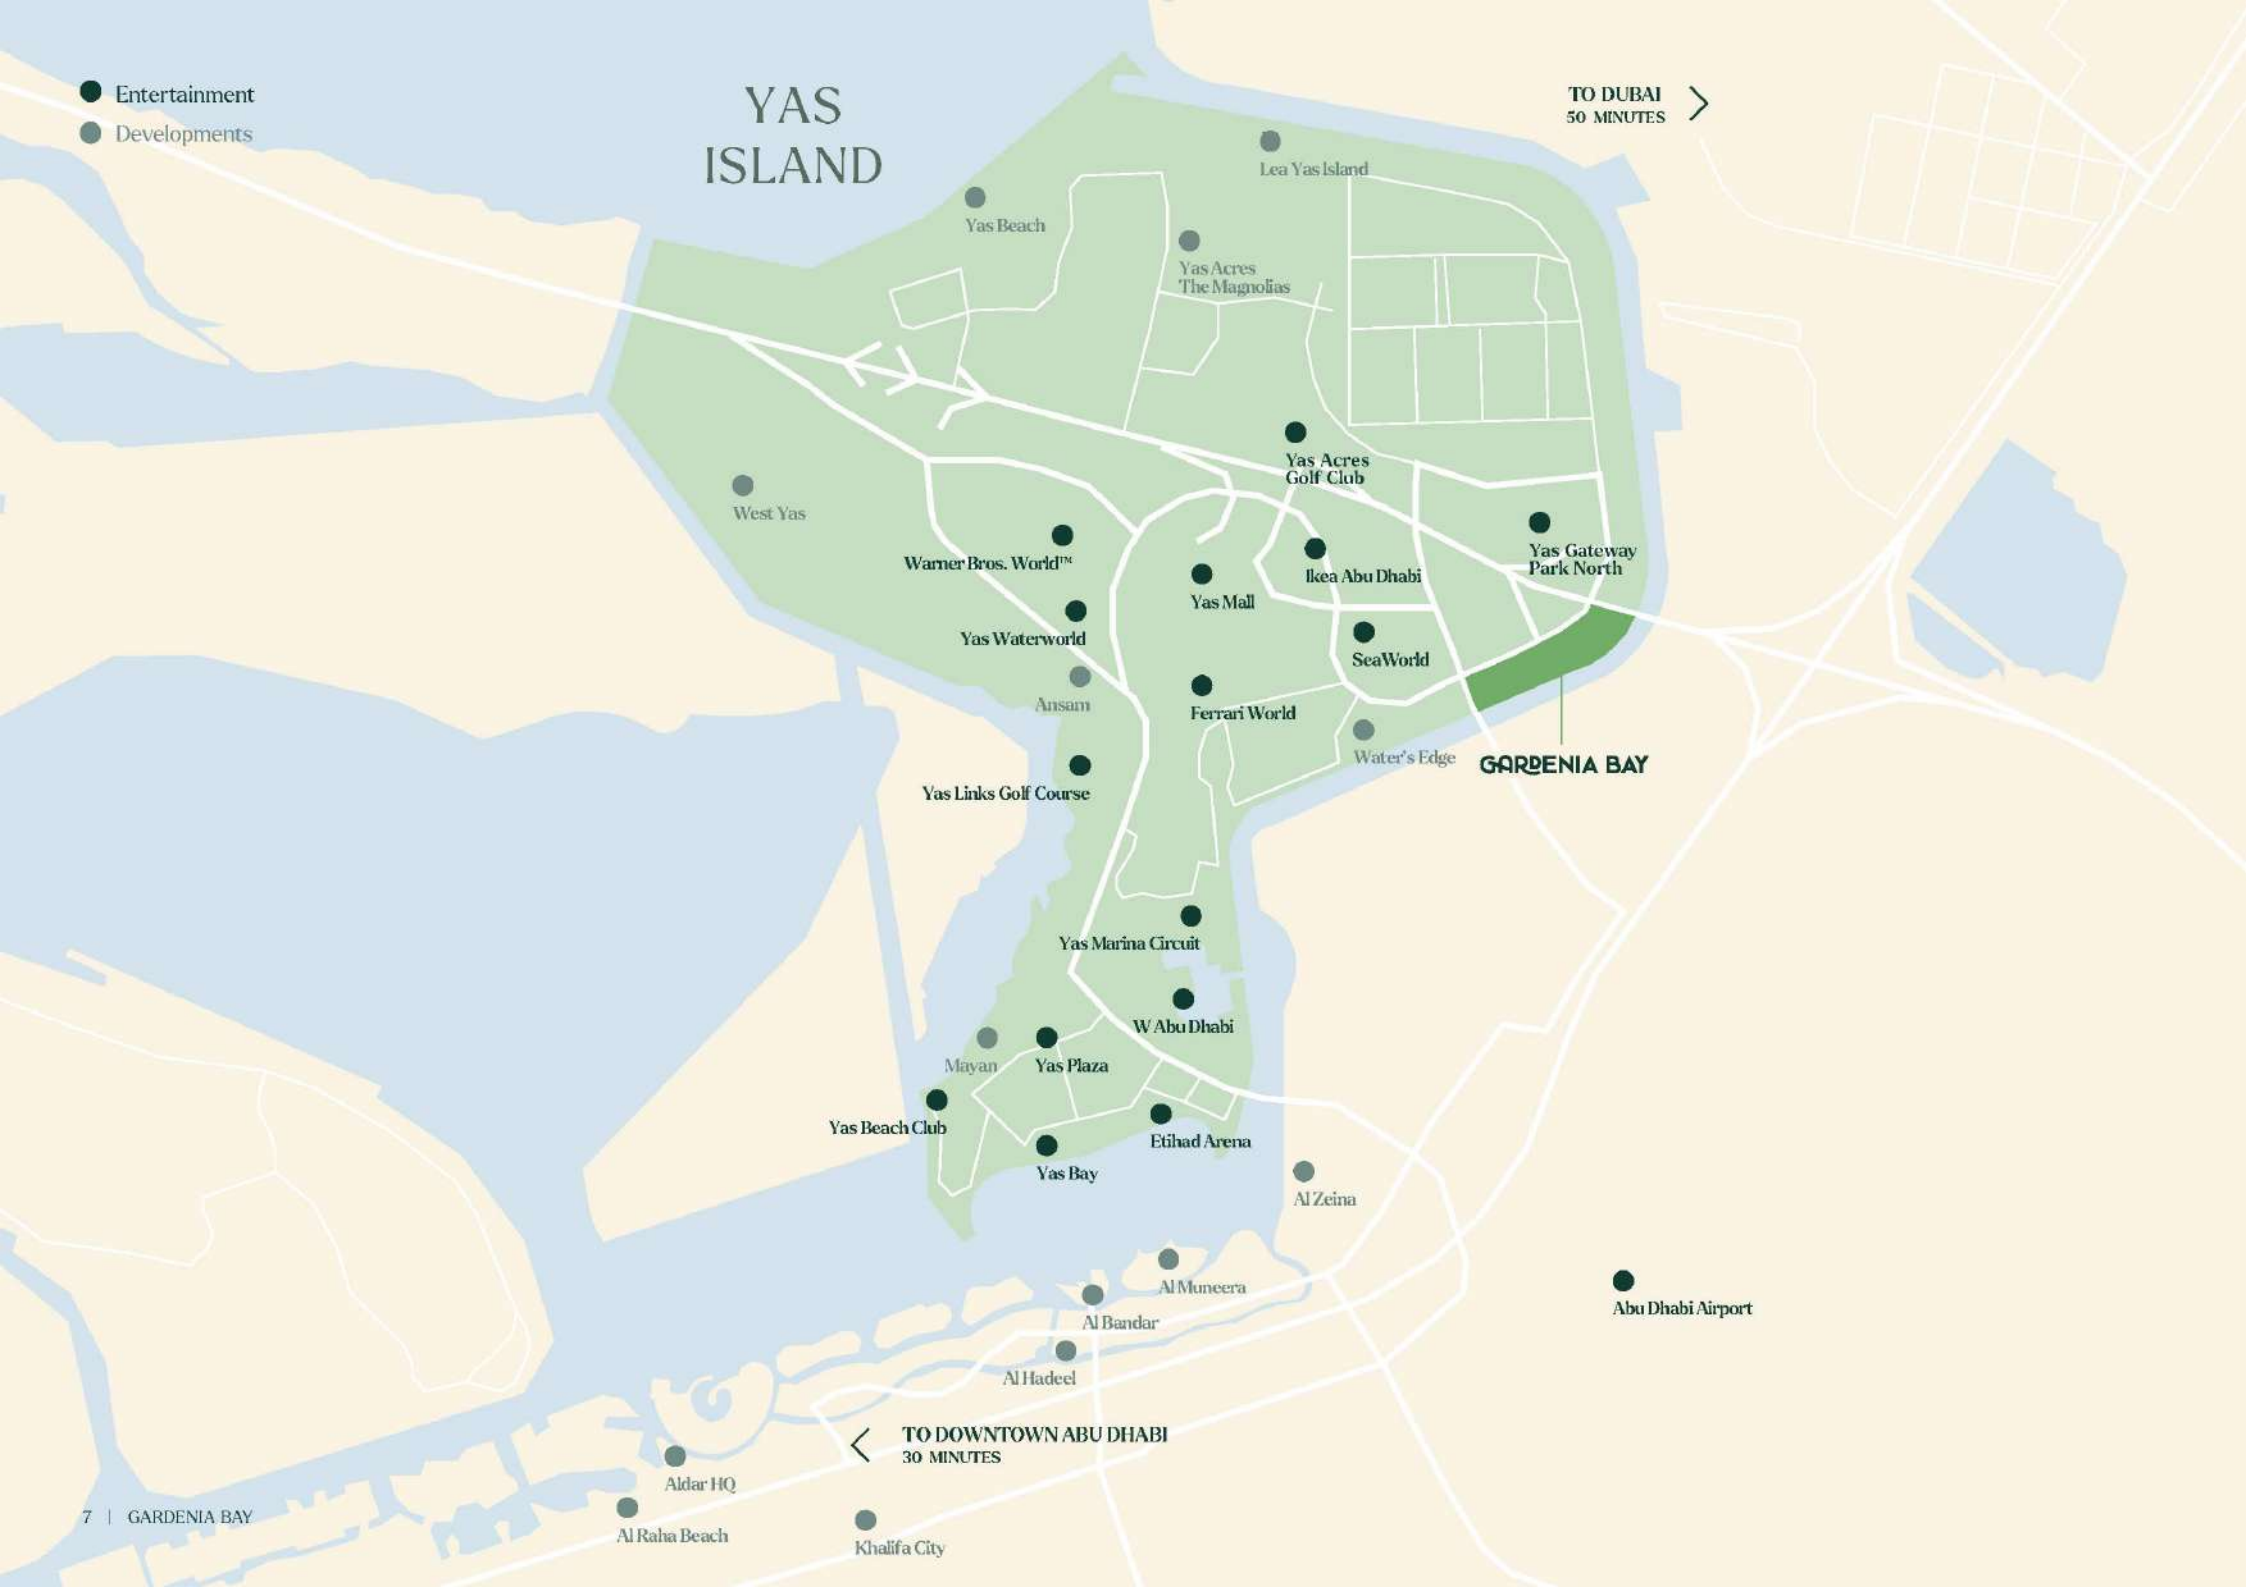 Entertainment
Developments
YAS
ISLAND
TO DUBAI
50 MINUTES
Lea Yas Island
Yas Beach
Yas Acres
The Magnolias
Yas Acres
Golf Club
West Yas
Warner Bros. World™
Yas Gateway
Park North
Ikea Abu Dhabi
Yas Mall
Yas Waterworld
SeaWorld
Ansam
Ferrari World
Water's Edge
GARDENIA BAY
Yas Links Golf Course
Yas Marina Circuit
W Abu Dhabi
Mayan
Yas Plaza
Yas Beach Club
Etihad Arena
Yas Bay
Al Zeina
Al Muneera
Abu Dhabi Airport
Al Bandar
Al Hadeel
TO DOWNTOWN ABU DHABI
30 MINUTES
Aldar HQ
Al Raha Beach
Khalifa City
7 | GARDENIA BAY